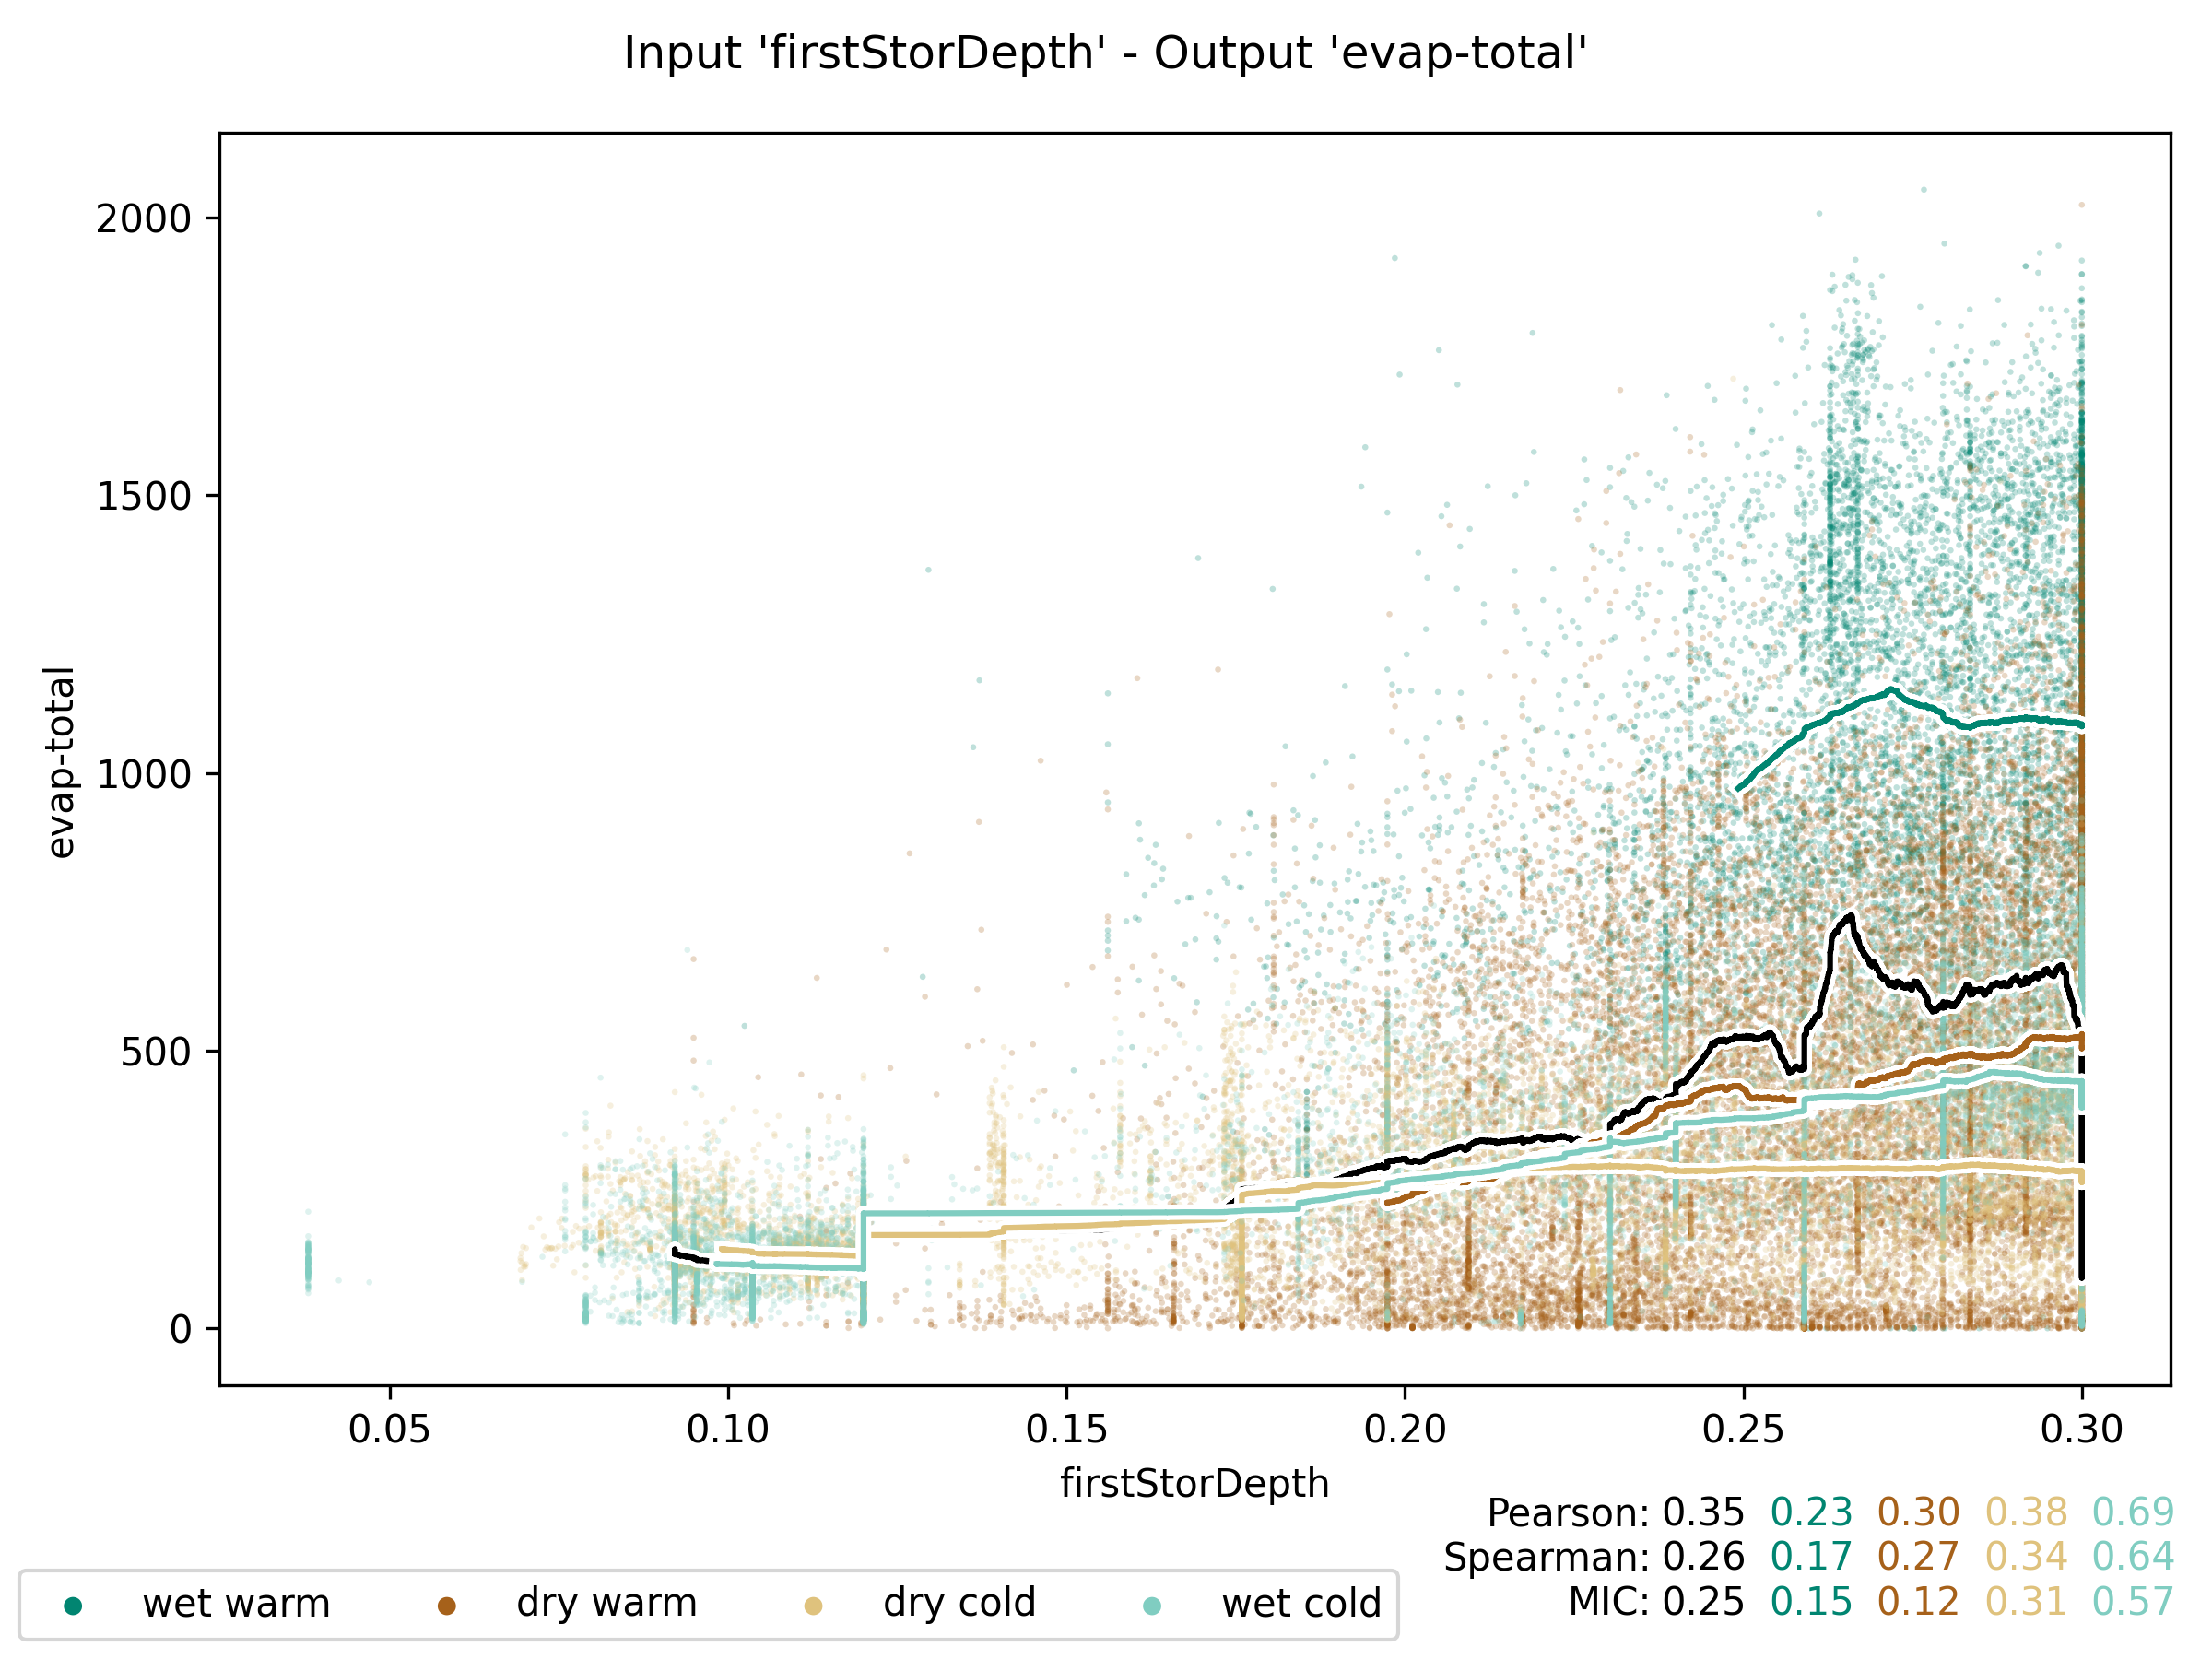 Input 'firstStorDepth' - Output 'evap-total'
2000
1500
1000
500
0
evap-total
0.05 0.10 0.15 0.20 0.25 0.30
firstStorDepth
Pearson: 0.35 0.23 0.30 0.38 0.69
Spearman: 0.26 0.17 0.27 0.34 0.64
MIC: 0.25 0.15 0.12 0.31 0.57
wet warm dry warm dry cold wet cold